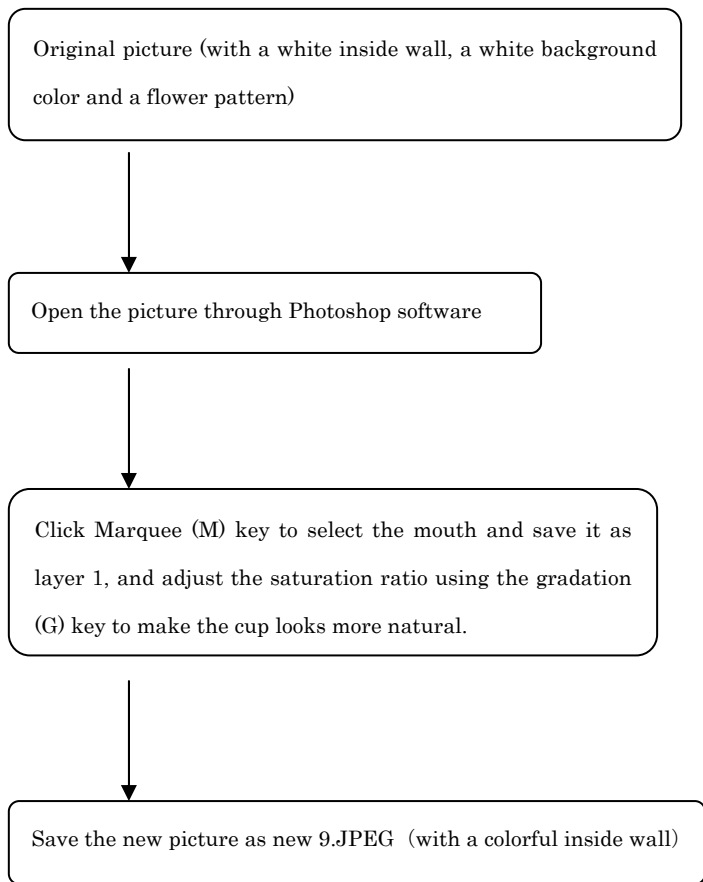 Original picture (with a white inside wall, a white background
color and a flower pattern)
Open the picture through Photoshop software
Click Marquee (M) key to select the mouth and save it as
layer 1, and adjust the saturation ratio using the gradation
(G) key to make the cup looks more natural.
Save the new picture as new 9.JPEG（with a colorful inside wall）